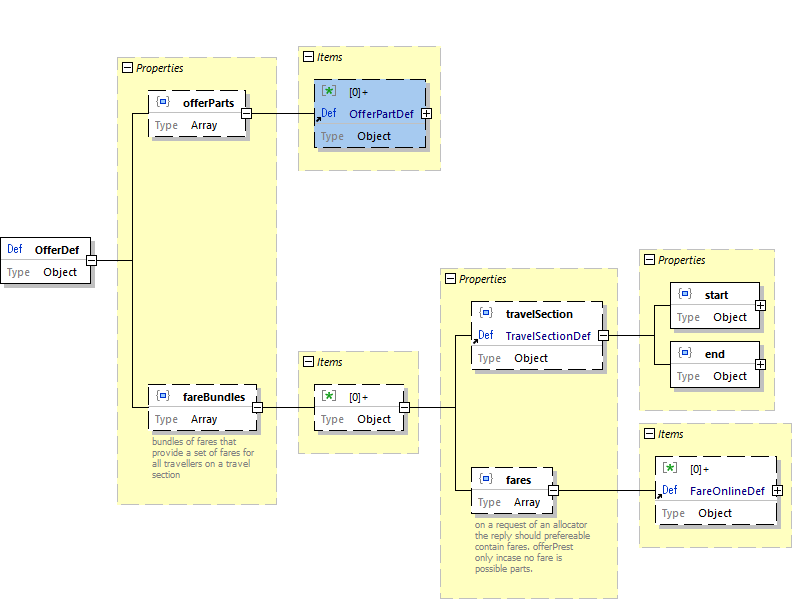 Def OfferDef
Type Object
Properties
{} offerParts
Type Array
Items
[*] [0]+
Def OfferPartDef
Type Object
{} fareBundles
Type Array
bundles of fares that
provide a set of fares for
all travellers on a travel
section
Items
[*] [0]+
Type Object
Properties
{} travelSection
Def TravelSectionDef
Type Object
Properties
{} start
Type Object
{} end
Type Object
{} fares
Type Array
on a request of an allocator
the reply should prefereable
contain fares. offerPrest
only incase no fare is
possible parts.
Items
[*] [0]+
Def FareOnlineDef
Type Object